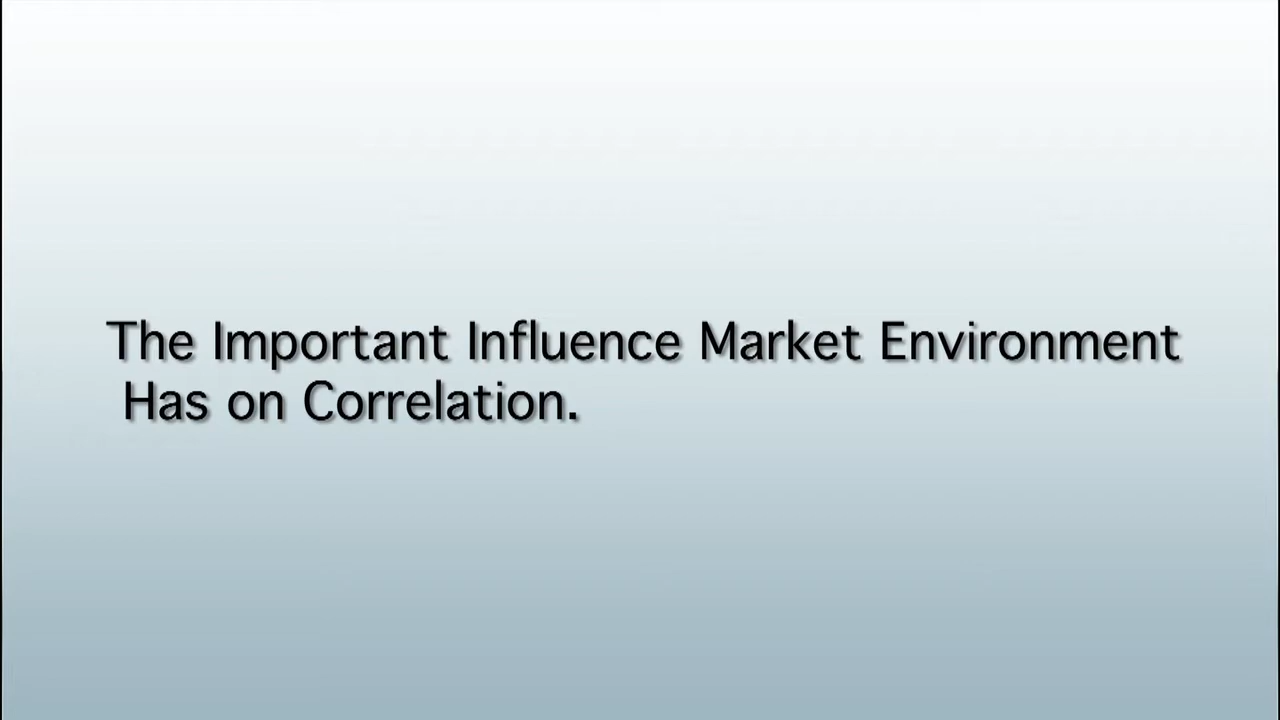 The Important Influence Market Environment
Has on Correlation.